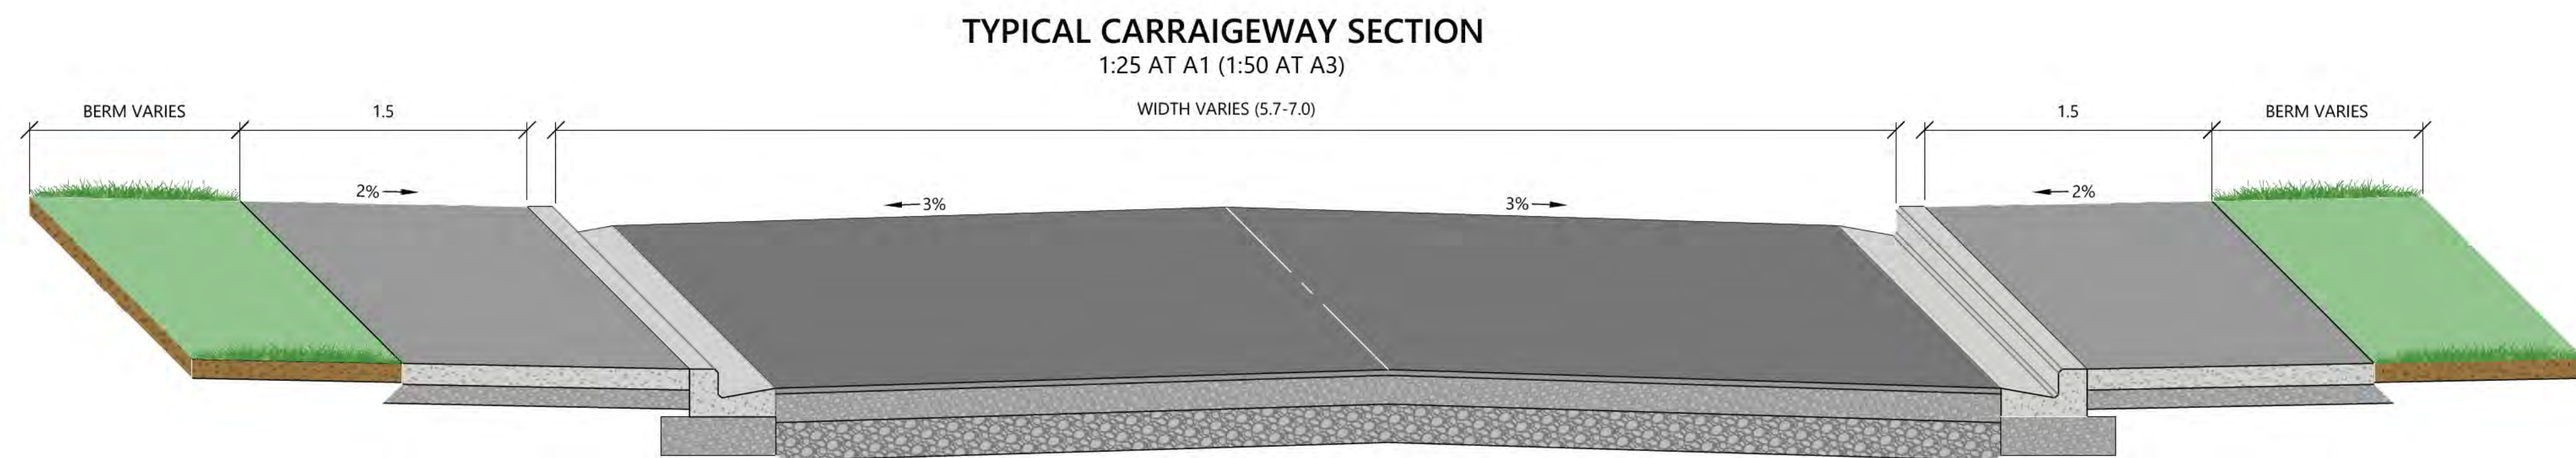 TYPICAL CARRAIGEWAY SECTION
1:25 AT A1 (1:50 AT A3)
BERM VARIES
1.5
WIDTH VARIES (5.7-7.0)
1.5
BERM VARIES
2%
3%
3%
2%